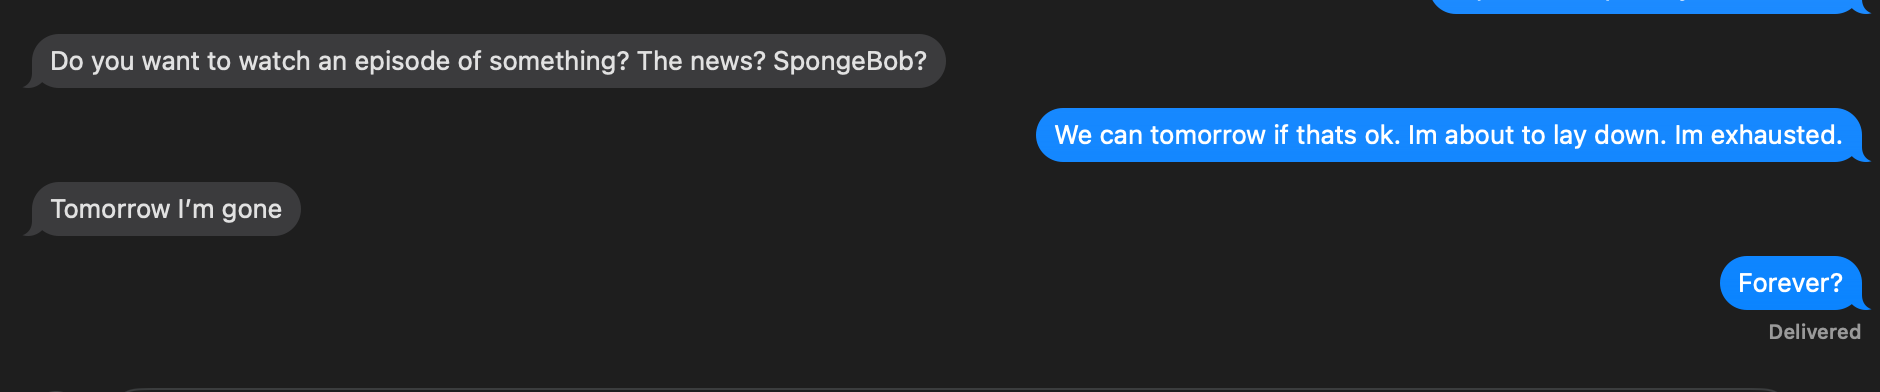 Do you want to watch an episode of something? The news? SpongeBob?
We can tomorrow if thats ok. Im about to lay down. Im exhausted.
Tomorrow I’m gone
Forever?
Delivered